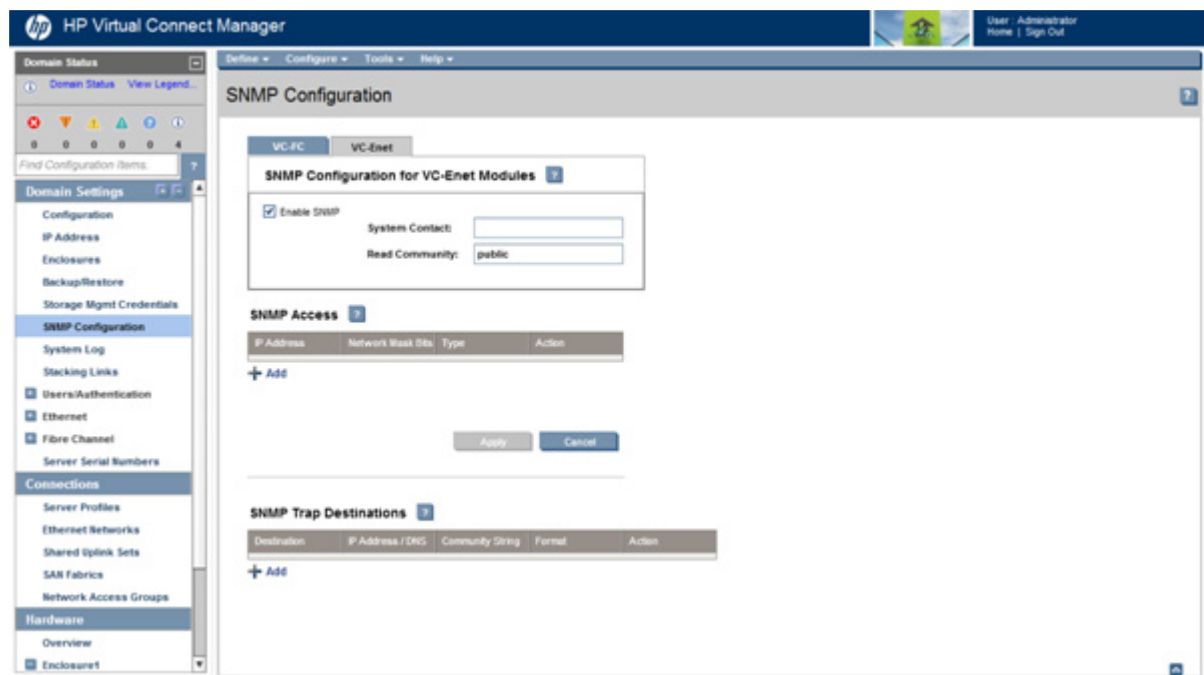 hp HP Virtual Connect Manager
User : Administrator
Home | Sign Out
Domain Status
Domain Status View Legend...
0 0 0 0 0 4
Find Configuration Items. ?
Domain Settings
Configuration
IP Address
Enclosures
Backup/Restore
Storage Mgmt Credentials
SNMP Configuration
System Log
Stacking Links
Users/Authentication
Ethernet
Fibre Channel
Server Serial Numbers
Connections
Server Profiles
Ethernet Networks
Shared Uplink Sets
SAN Fabrics
Network Access Groups
Hardware
Overview
Enclosure1
Define Configure Tools Help
SNMP Configuration ?
VC-FC VC-Enet
SNMP Configuration for VC-Enet Modules ?
Enable SNMP
System Contact:
Read Community: public
SNMP Access ?
IP Address Network Mask Bits Type Action
Add
Apply Cancel
SNMP Trap Destinations ?
Destination IP Address / DNS Community String Format Action
Add